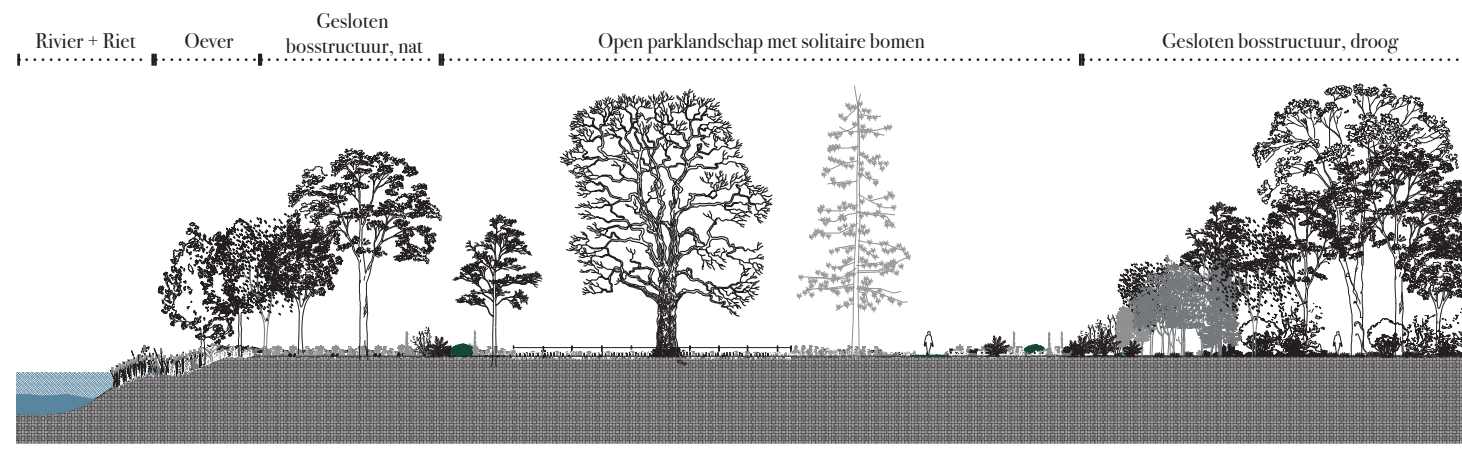 Rivier + Riet
Oever
Gesloten
bosstructuur, nat
Open parklandschap met solitaire bomen
Gesloten bosstructuur, droog